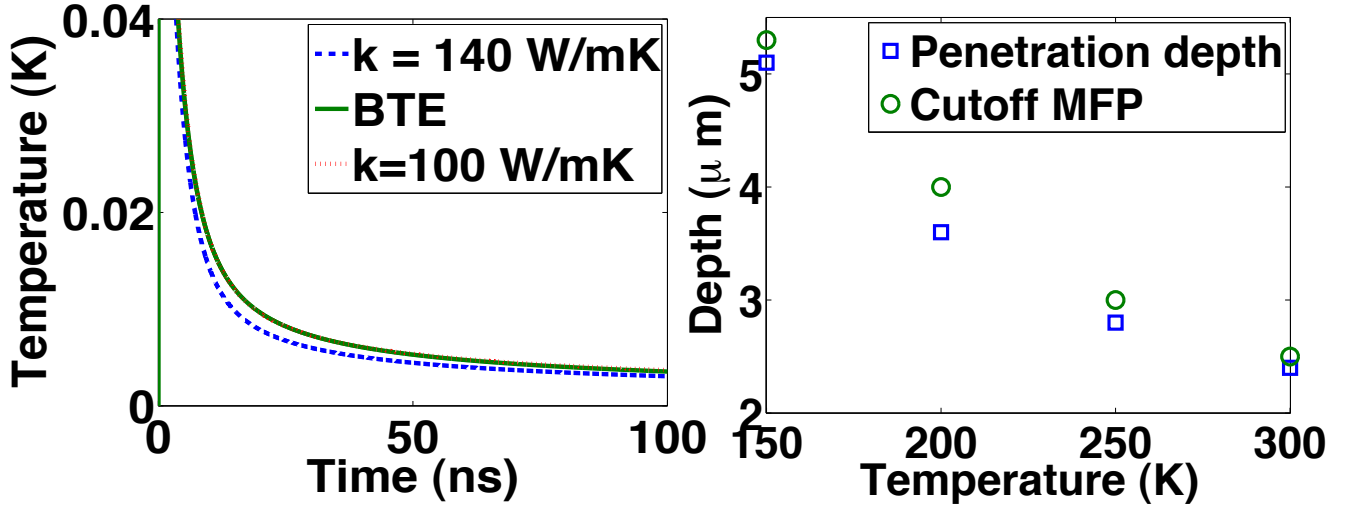 Temperature (K)
0.04
0.02
0
k = 140 W/mK
BTE
k=100 W/mK
0 50 100
Time (ns)
Depth (μ m)
5
4
3
2
Penetration depth
Cutoff MFP
150 200 250 300
Temperature (K)